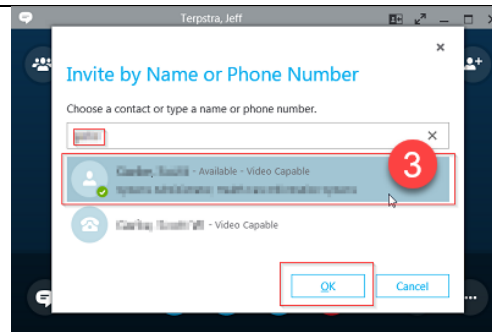 Terpstra, Jeff
Invite by Name or Phone Number
Choose a contact or type a name or phone number.
- Available - Video Capable
3
- Video Capable
OK
Cancel